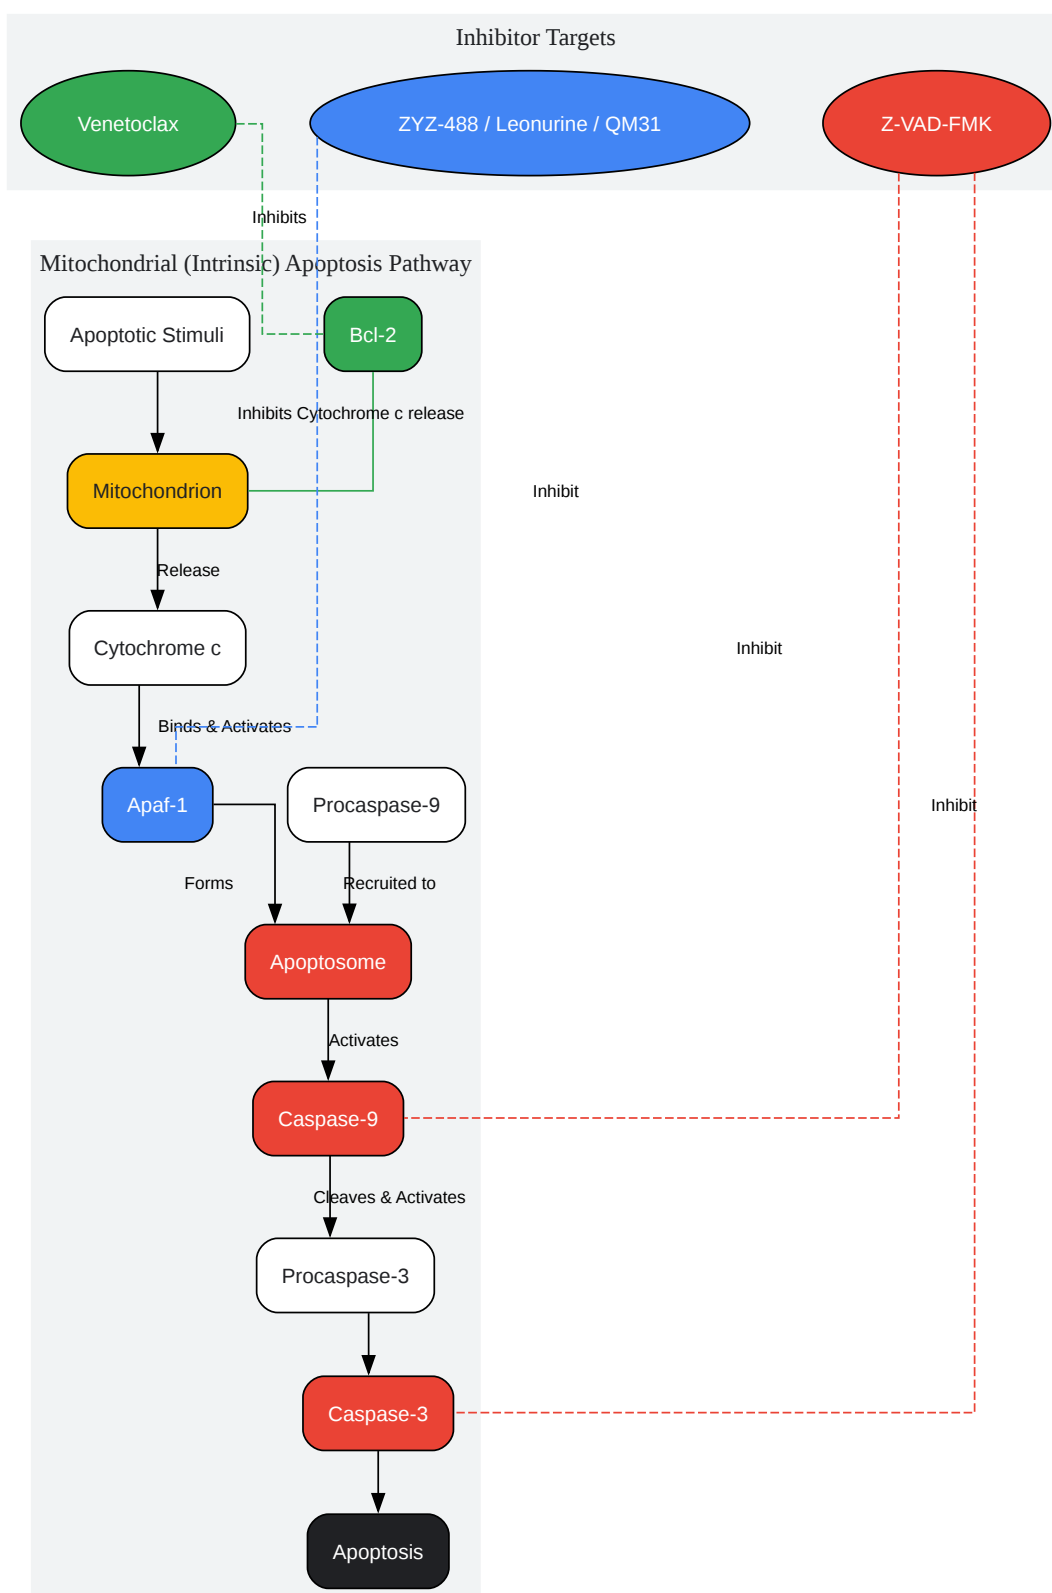 Inhibitor Targets
Venetoclax
ZYZ-488 / Leonurine / QM31
Z-VAD-FMK
Inhibits
Mitochondrial (Intrinsic) Apoptosis Pathway
Apoptotic Stimuli
Bcl-2
Inhibits Cytochrome c release
Mitochondrion
Inhibit
Release
Cytochrome c
Inhibit
Binds & Activates
Apaf-1
Procaspase-9
Inhibit
Forms
Recruited to
Apoptosome
Activates
Caspase-9
Cleaves & Activates
Procaspase-3
Caspase-3
Apoptosis